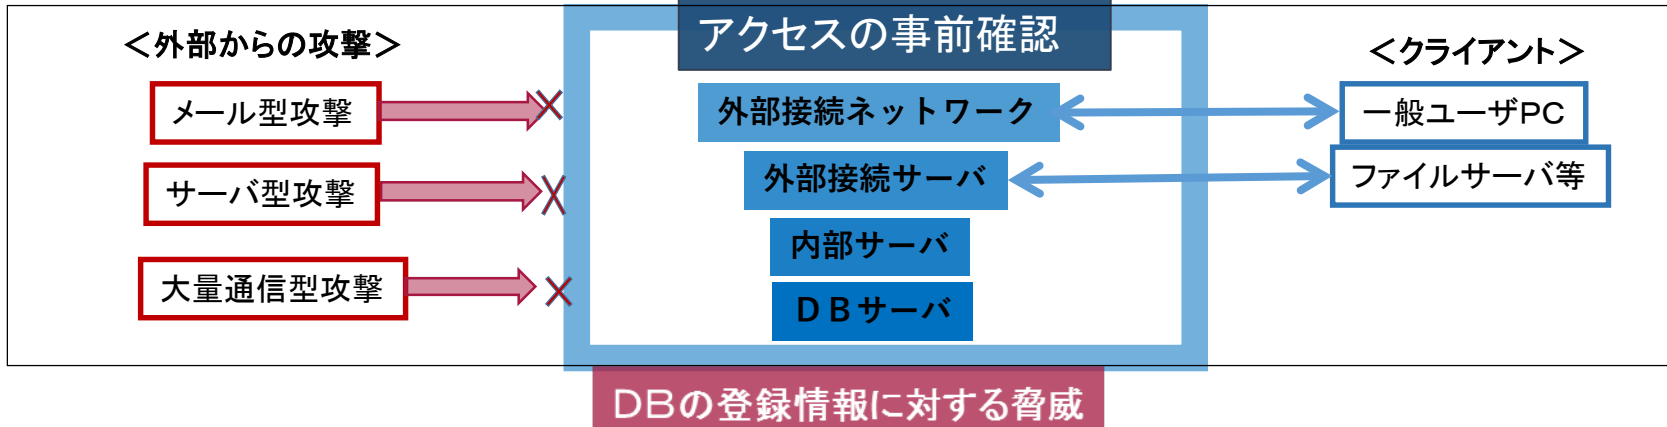 アクセスの事前確認
＜外部からの攻撃＞
メール型攻撃
サーバ型攻撃
大量通信型攻撃
外部接続ネットワーク
外部接続サーバ
内部サーバ
ＤＢサーバ
＜クライアント＞
一般ユーザPC
ファイルサーバ等
DBの登録情報に対する脅威